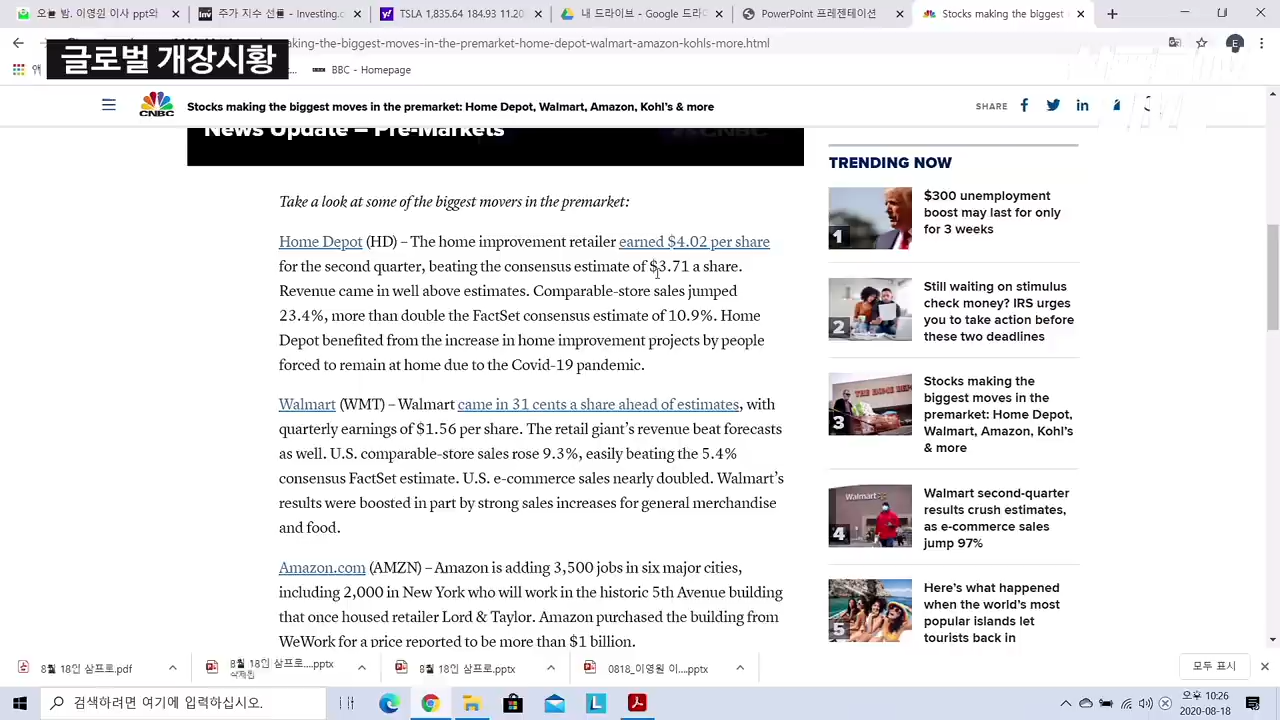 주가 지수 선
TSLA 1,835.64 184.93 11.20
내 드라이브 - Google 드라
PowerPoint 프레젠테이션
Stocks making the biggest
글로벌 개장시황
aking-the-biggest-moves-in-the-premarket-home-depot-walmart-amazon-kohls-more.html
BBC - Homepage
CNBC
Stocks making the biggest moves in the premarket: Home Depot, Walmart, Amazon, Kohl's & more
SHARE
News Update – Pre-Markets
Take a look at some of the biggest movers in the premarket:
Home Depot (HD) – The home improvement retailer earned $4.02 per share
for the second quarter, beating the consensus estimate of $3.71 a share.
Revenue came in well above estimates. Comparable-store sales jumped
23.4%, more than double the FactSet consensus estimate of 10.9%. Home
Depot benefited from the increase in home improvement projects by people
forced to remain at home due to the Covid-19 pandemic.
Walmart (WMT) – Walmart came in 31 cents a share ahead of estimates, with
quarterly earnings of $1.56 per share. The retail giant's revenue beat forecasts
as well. U.S. comparable-store sales rose 9.3%, easily beating the 5.4%
consensus FactSet estimate. U.S. e-commerce sales nearly doubled. Walmart's
results were boosted in part by strong sales increases for general merchandise
and food.
Amazon.com (AMZN) – Amazon is adding 3,500 jobs in six major cities,
including 2,000 in New York who will work in the historic 5th Avenue building
that once housed retailer Lord & Taylor. Amazon purchased the building from
WeWork for a price reported to be more than $1 billion.
TRENDING NOW
1
$300 unemployment
boost may last for only
for 3 weeks
2
Still waiting on stimulus
check money? IRS urges
you to take action before
these two deadlines
3
Stocks making the
biggest moves in the
premarket: Home Depot,
Walmart, Amazon, Kohl's
& more
4
Walmart second-quarter
results crush estimates,
as e-commerce sales
jump 97%
5
Here's what happened
when the world's most
popular islands let
tourists back in
8월 18인 삼프로.pdf
8월 18인 삼프로....pptx
삭제됨
8월 18인 삼프로.pptx
0818_이영원 이....pptx
모두 표시
검색하려면 여기에 입력하십시오.
오후 10:26
2020-08-18